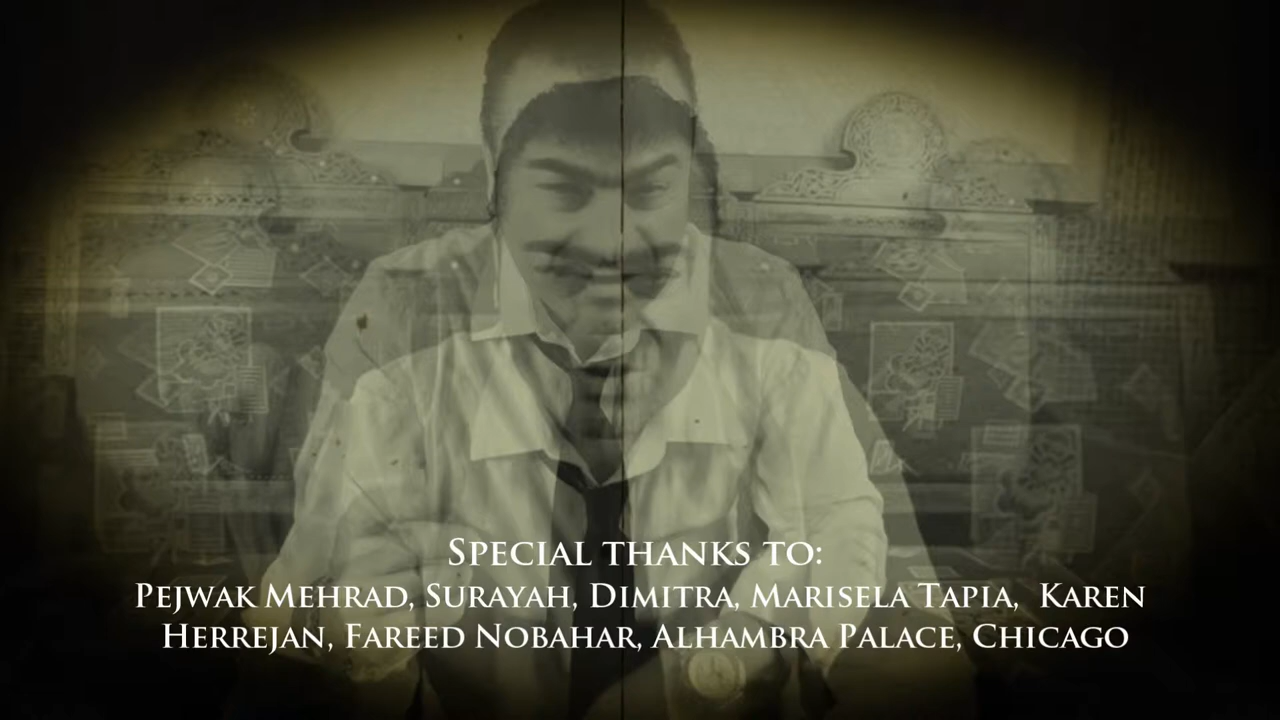 SPECIAL THANKS TO:
PEJWAK MEHRAD, SURAYAH, DIMITRA, MARISELA TAPIA, KAREN
HERREJAN, FAREED NOBAHAR, ALHAMBRA PALACE, CHICAGO